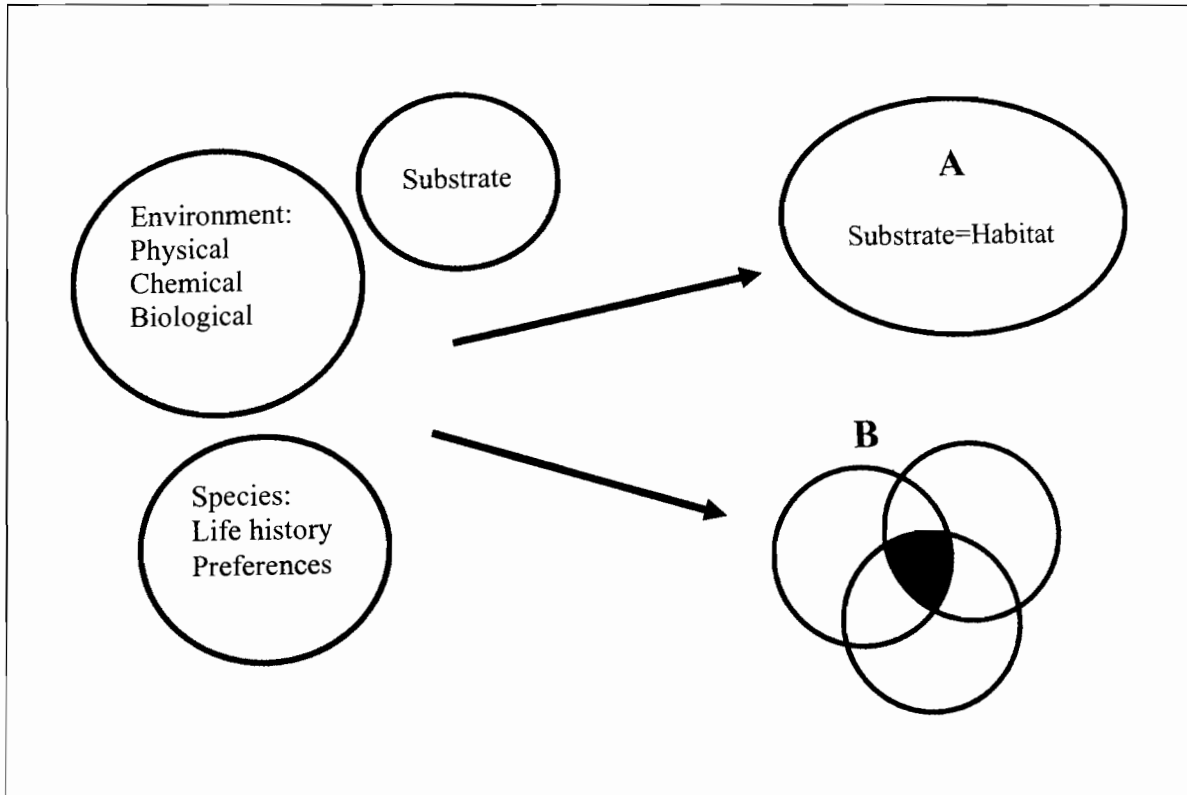 Substrate
Environment:
Physical
Chemical
Biological
Species:
Life history
Preferences
A
Substrate=Habitat
B